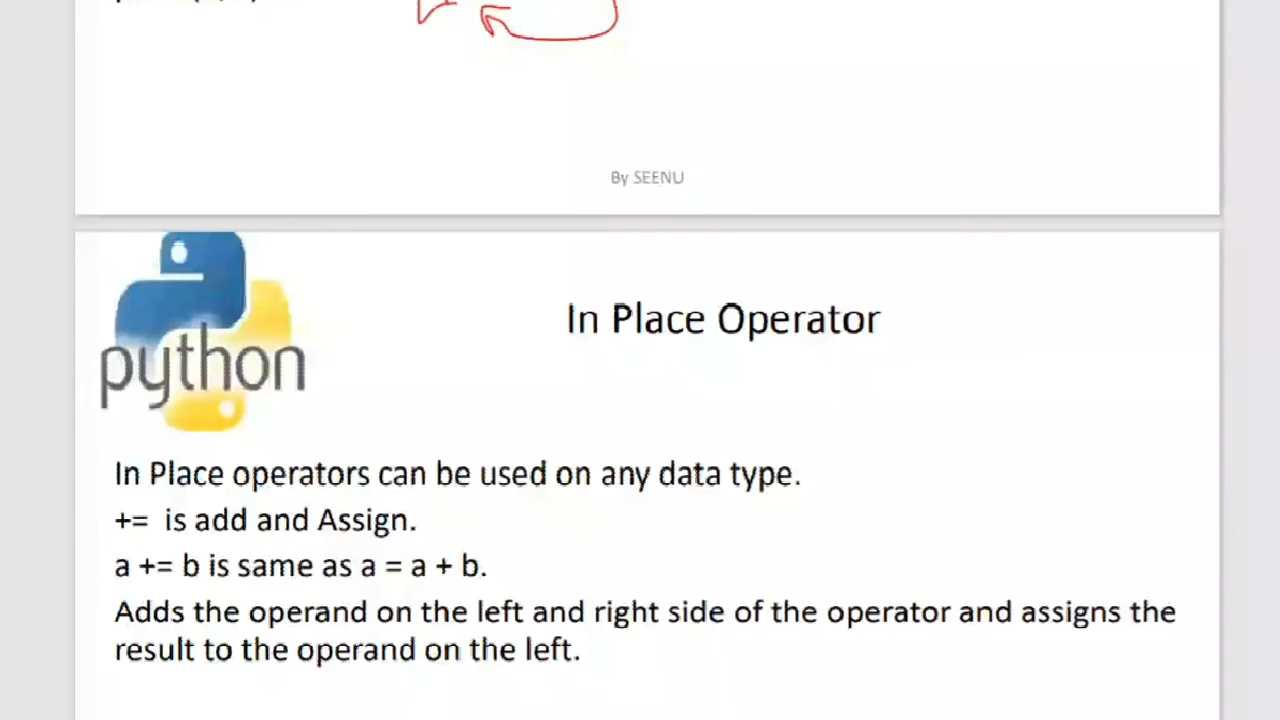 By SEENU
python
In Place Operator
In Place operators can be used on any data type.
+=  is add and Assign.
a += b is same as a = a + b.
Adds the operand on the left and right side of the operator and assigns the
result to the operand on the left.